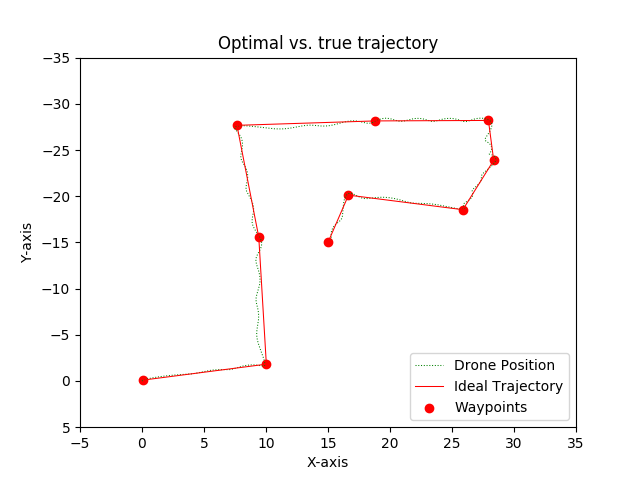 Optimal vs. true trajectory
−35
−30
−25
−20
−15
−10
−5
0
5
Y-axis
−5 0 5 10 15 20 25 30 35
X-axis
Drone Position
Ideal Trajectory
Waypoints